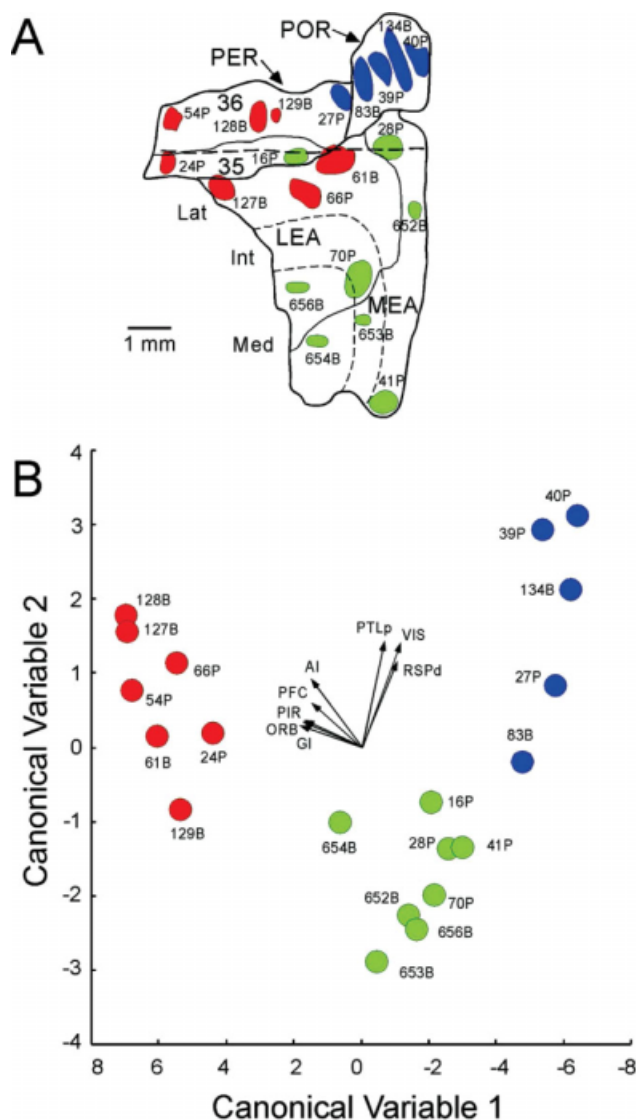 A
POR
134B
40P
PER
39P
83B
27P
54P
36
129B
128B
28P
24P
35
16P
61B
127B
66P
Lat
652B
LEA
Int
70P
MEA
656B
653B
1 mm
Med
654B
41P
B
4
3
2
1
0
-1
-2
-3
-4
Canonical Variable 2
40P
39P
134B
128B
127B
66P
54P
61B
24P
129B
27P
83B
PTLp
VIS
RSPd
AI
PFC
PIR
ORB
GI
16P
654B
28P
41P
70P
652B
656B
653B
8 6 4 2 0 -2 -4 -6 -8
Canonical Variable 1